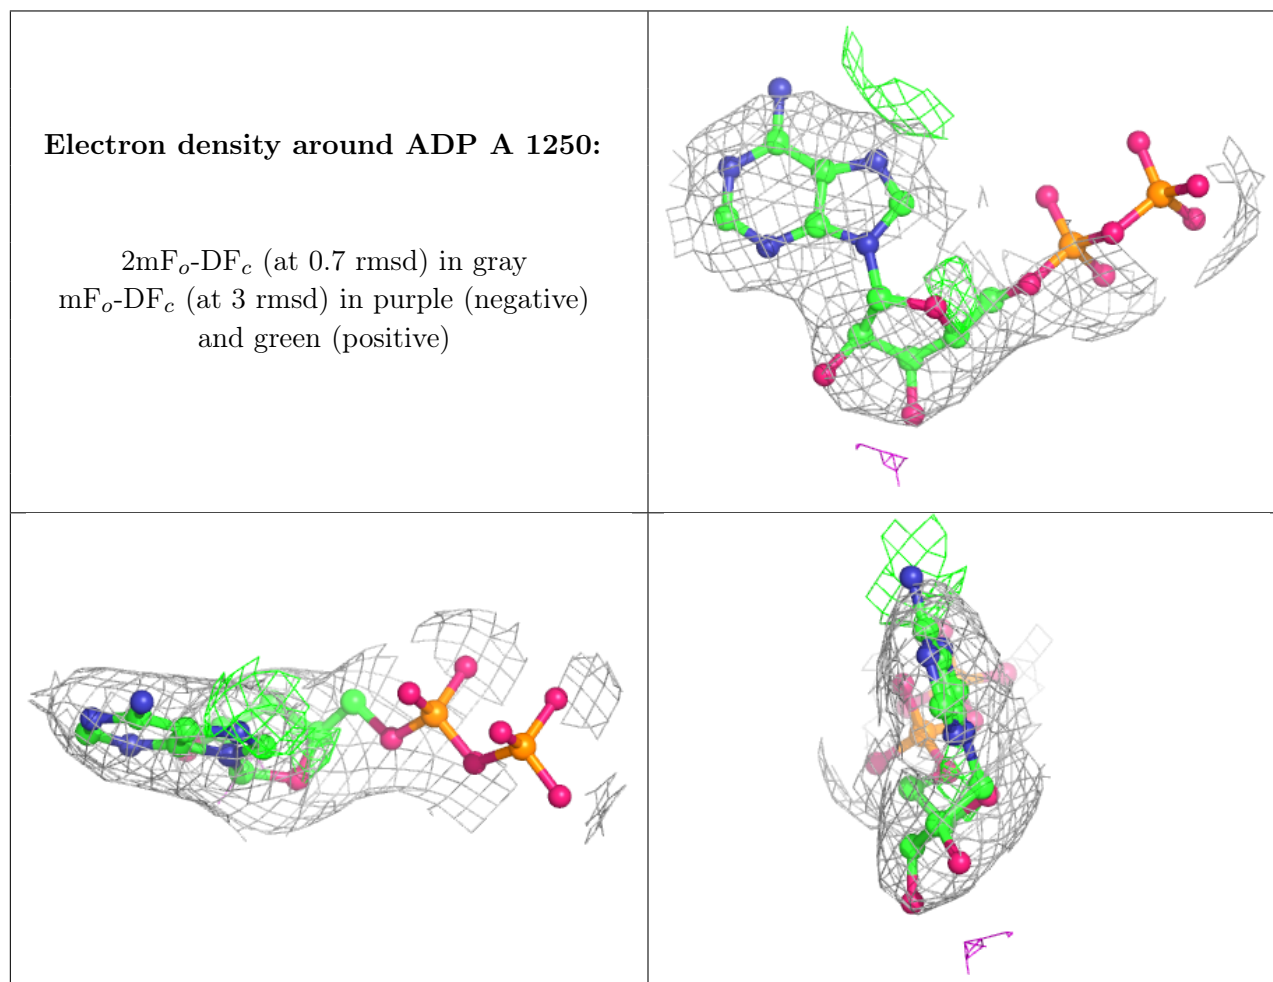 Electron density around ADP A 1250:
2mFo-DFc (at 0.7 rmsd) in gray
mFo-DFc (at 3 rmsd) in purple (negative)
and green (positive)